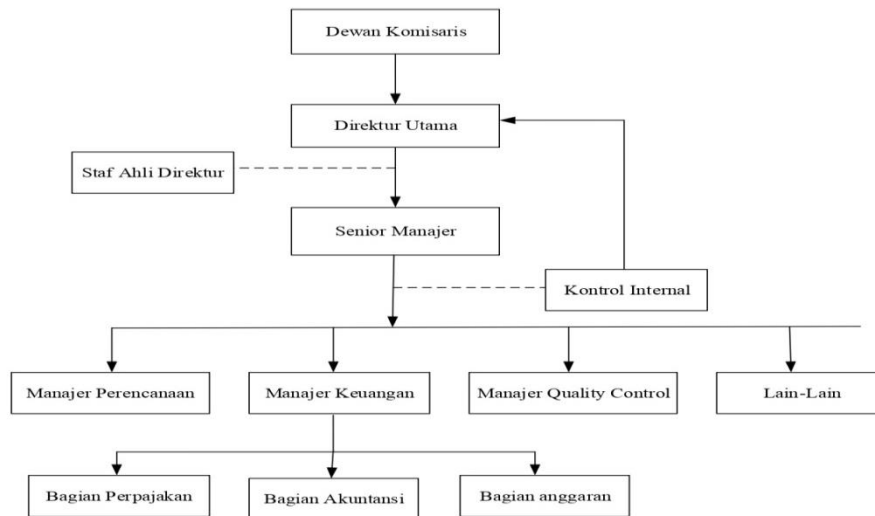 Dewan Komisaris
Direktur Utama
Staf Ahli Direktur
Senior Manajer
Kontrol Internal
Manajer Perencanaan
Manajer Keuangan
Manajer Quality Control
Lain-Lain
Bagian Perpajakan
Bagian Akuntansi
Bagian anggaran